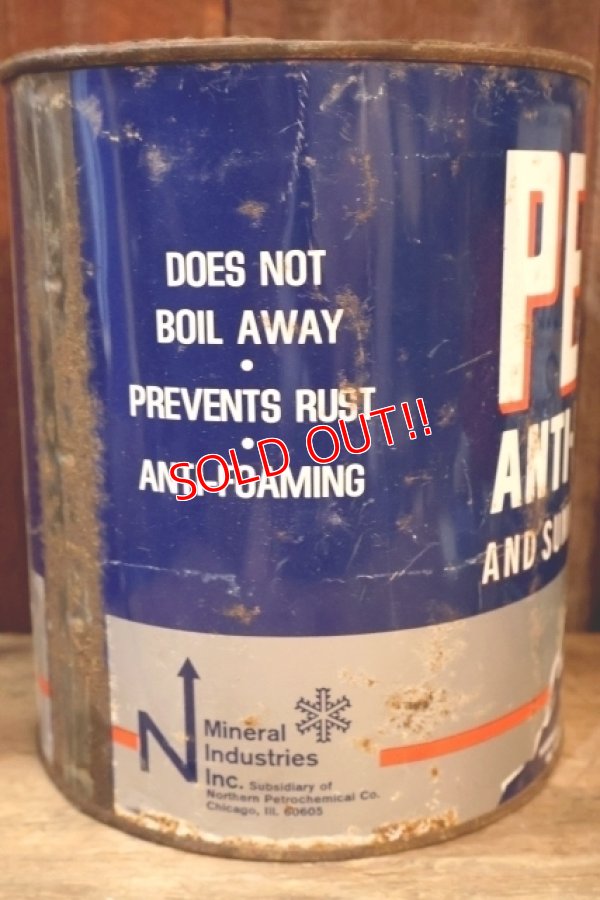 DOES NOT
BOIL AWAY
•
PREVENTS RUST
•
ANTI-FOAMING
SOLD OUT!!
PE
ANTI-
AND SUM
N
Mineral
Industries
Inc. Subsidiary of
Northern Petrochemical Co.
Chicago, Ill. 60605